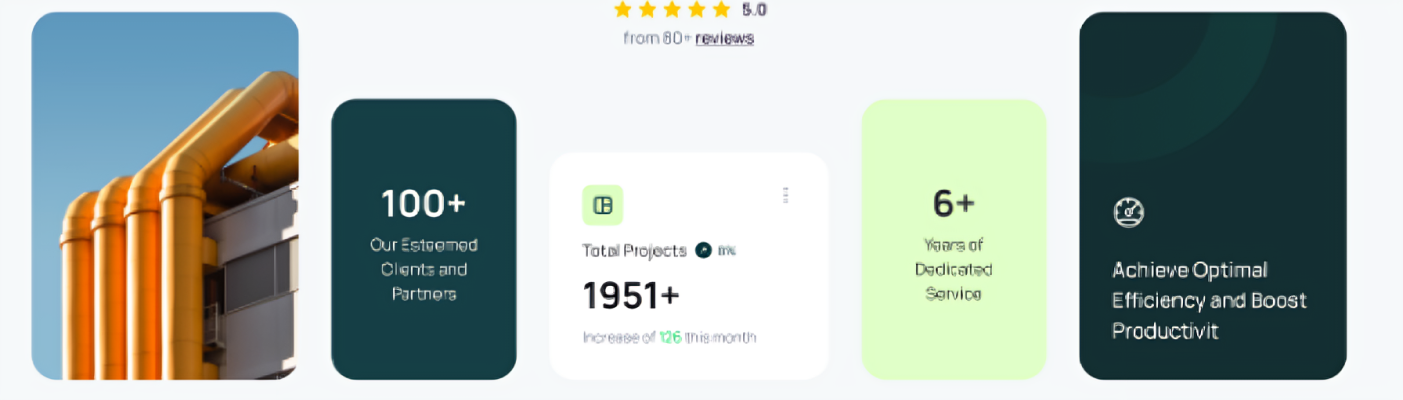 5.0
from 80+ reviews
100+
Our Esteemed
Clients and
Partners
Total Projects
1951+
Increase of 126 this month
6+
Years of
Dedicated
Service
Achieve Optimal
Efficiency and Boost
Productivit